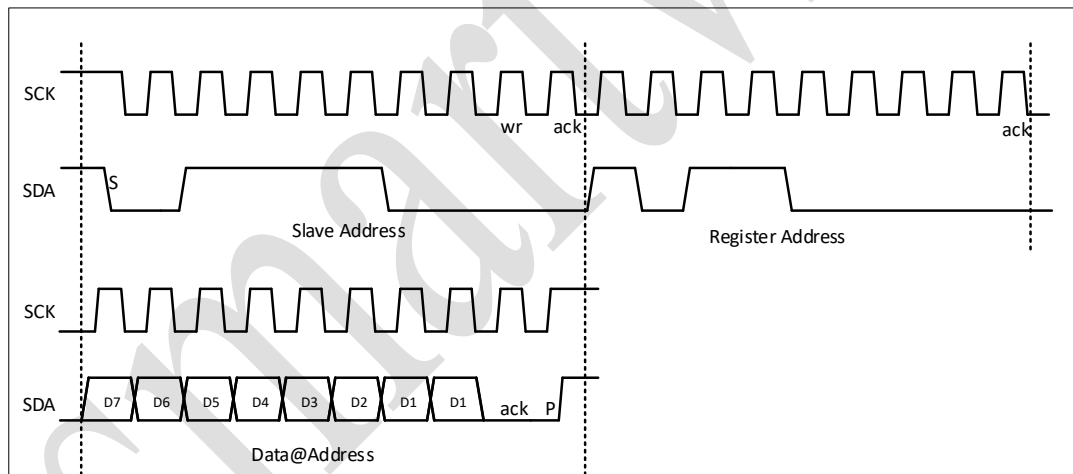 SCK
wr ack ack
SDA S
Slave Address Register Address
SCK
SDA D7 D6 D5 D4 D3 D2 D1 D1 ack P
Data@Address